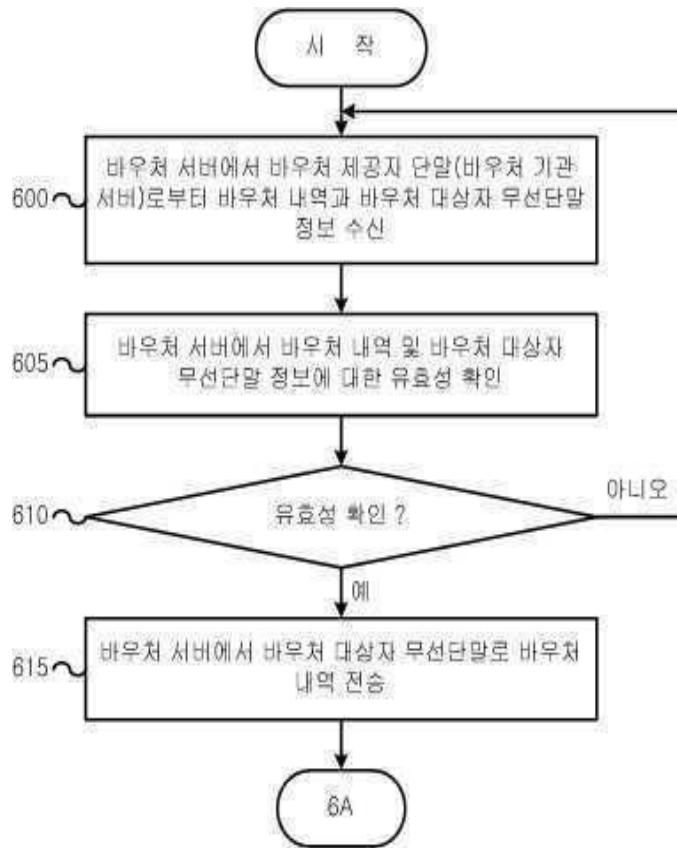 시 작
600
바우처 서버에서 바우처 제공자 단말(바우처 기관
서버)로부터 바우처 내역과 바우처 대상자 무선단말
정보 수신
605
바우처 서버에서 바우처 내역 및 바우처 대상자
무선단말 정보에 대한 유효성 확인
610
유효성 확인 ?
아니오
예
615
바우처 서버에서 바우처 대상자 무선단말로 바우처
내역 전송
6A